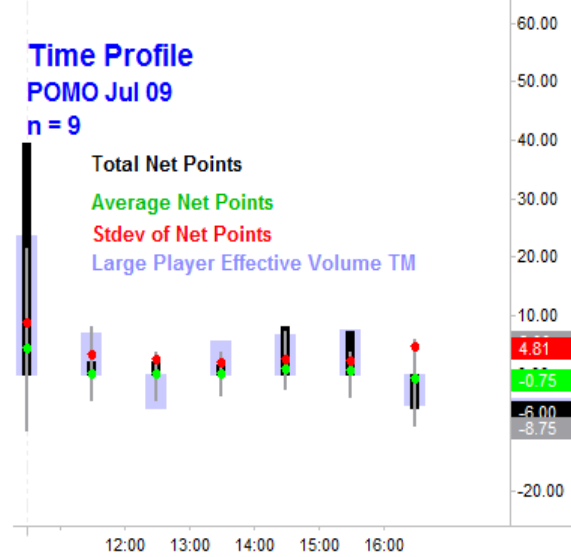 Time Profile
POMO Jul 09
n = 9
Total Net Points
Average Net Points
Stdev of Net Points
Large Player Effective Volume TM
60.00
50.00
40.00
30.00
20.00
10.00
4.81
-0.75
-6.00
-8.75
-20.00
12:00 13:00 14:00 15:00 16:00